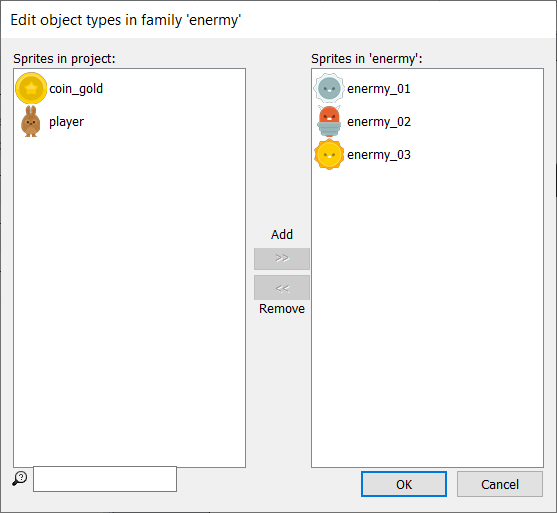 Edit object types in family 'enermy'
Sprites in project:
coin_gold
player
Add
>>
<<
Remove
Sprites in 'enermy':
enermy_01
enermy_02
enermy_03
OK
Cancel